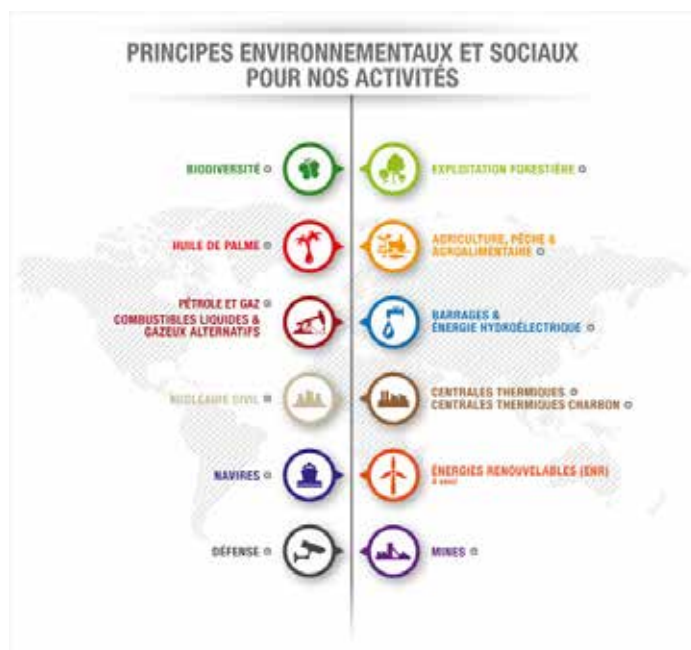 PRINCIPES ENVIRONNEMENTAUX ET SOCIAUX
POUR NOS ACTIVITÉS
BIODIVERSITÉ
EXPLOITATION FORESTIÈRE
HUILE DE PALME
AGRICULTURE, PÊCHE &
AGROALIMENTAIRE
PÉTROLE ET GAZ
COMBUSTIBLES LIQUIDES &
GAZEUX ALTERNATIFS
BARRAGES &
ÉNERGIE HYDROÉLECTRIQUE
NUCLÉAIRE CIVIL
CENTRALES THERMIQUES
CENTRALES THERMIQUES CHARBON
NAVIRES
ÉNERGIES RENOUVELABLES (ENR)
À venir
DÉFENSE
MINES